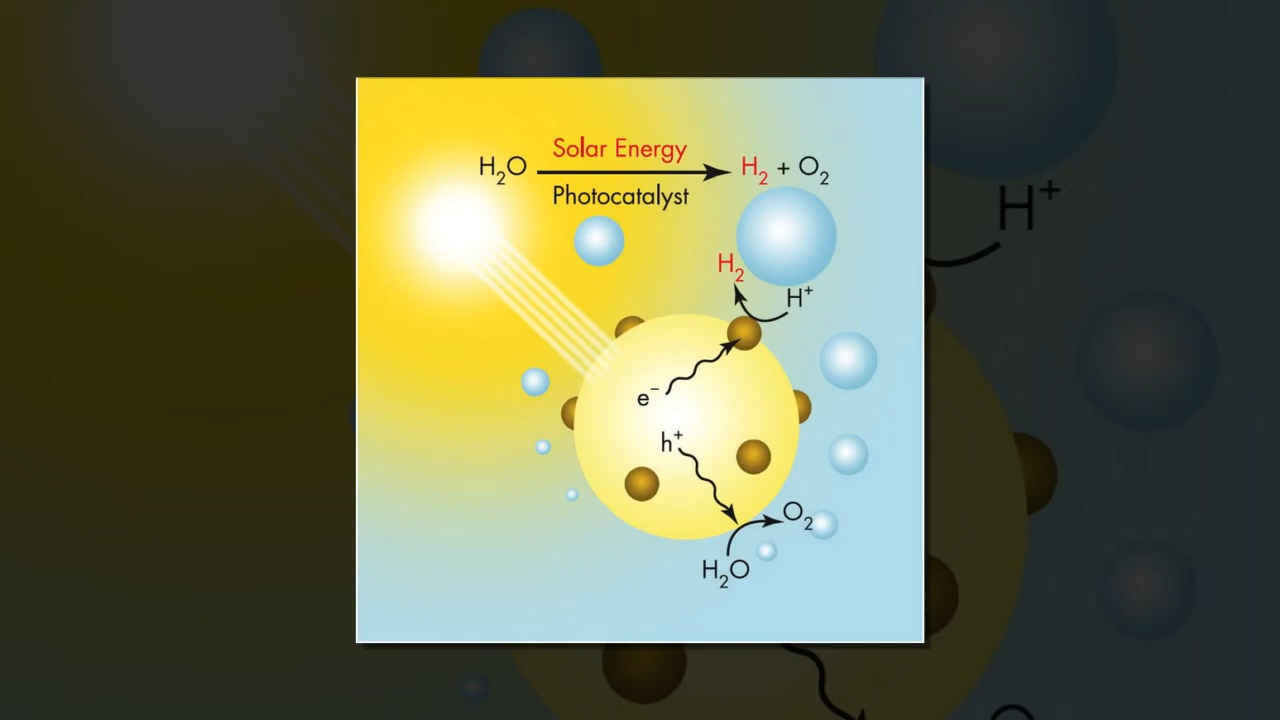 Solar Energy
H₂O → H₂ + O₂
Photocatalyst
H₂
H⁺
H⁺
e⁻
h⁺
O₂
H₂O